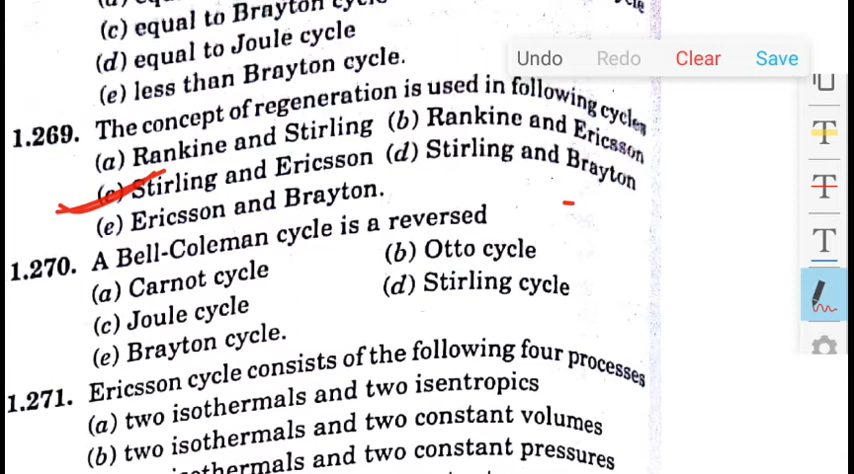 (c) equal to Brayton cycle
(d) equal to Joule cycle
(e) less than Brayton cycle.
Undo Redo Clear Save
1.269. The concept of regeneration is used in following cycles
(a) Rankine and Stirling (b) Rankine and Ericsson
(c) Stirling and Ericsson (d) Stirling and Brayton
(e) Ericsson and Brayton.
1.270. A Bell-Coleman cycle is a reversed
(a) Carnot cycle (b) Otto cycle
(c) Joule cycle (d) Stirling cycle
(e) Brayton cycle.
1.271. Ericsson cycle consists of the following four processes
(a) two isothermals and two isentropics
(b) two isothermals and two constant volumes
and two constant pressures
T
T
T